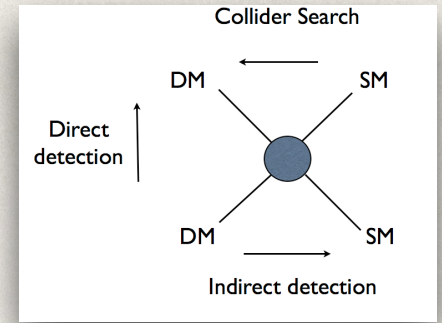 Collider Search
DM
SM
Direct
detection
DM
SM
Indirect detection